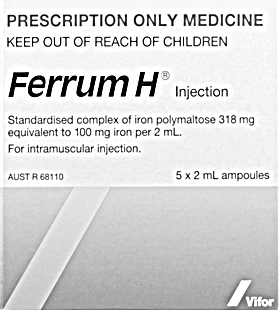 PRESCRIPTION ONLY MEDICINE
KEEP OUT OF REACH OF CHILDREN
Ferrum H® Injection
Standardised complex of iron polymaltose 318 mg
equivalent to 100 mg iron per 2 mL.
For intramuscular injection.
AUST R 68110 5 x 2 mL ampoules
Vifor